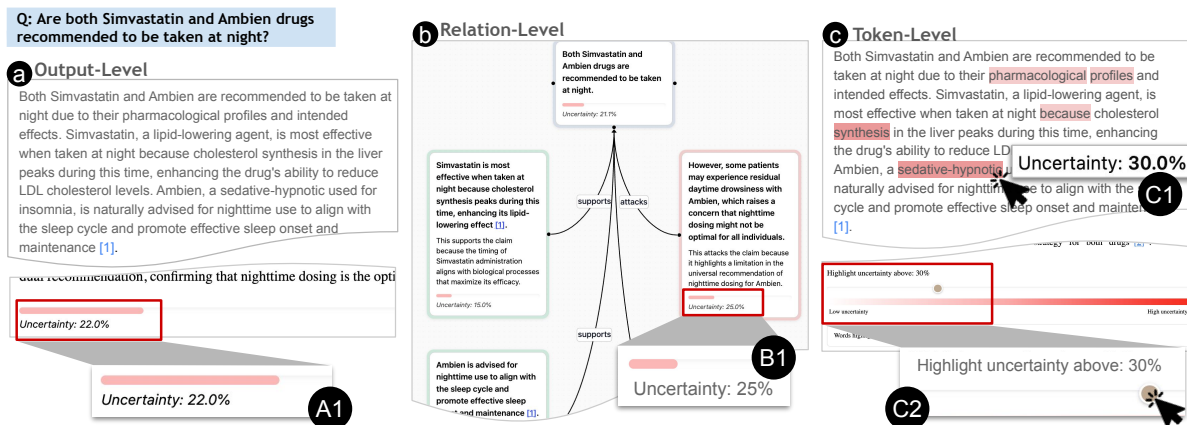 Q: Are both Simvastatin and Ambien drugs
recommended to be taken at night?
a Output-Level
Both Simvastatin and Ambien are recommended to be taken at
night due to their pharmacological profiles and intended
effects. Simvastatin, a lipid-lowering agent, is most effective
when taken at night because cholesterol synthesis in the liver
peaks during this time, enhancing the drug's ability to reduce
LDL cholesterol levels. Ambien, a sedative-hypnotic used for
insomnia, is naturally advised for nighttime use to align with
the sleep cycle and promote effective sleep onset and
maintenance [1].
dual recommendation, confirming that nighttime dosing is the opti
Uncertainty: 22.0%
Uncertainty: 22.0%
A1
b Relation-Level
Both Simvastatin and
Ambien drugs are
recommended to be taken
at night.
Uncertainty: 21.1%
supports
attacks
Simvastatin is most
effective when taken at
night because cholesterol
synthesis peaks during this
time, enhancing its lipid-
lowering effect [1].
This supports the claim
because the timing of
Simvastatin administration
aligns with biological processes
that maximize its efficacy.
Uncertainty: 15.0%
However, some patients
may experience residual
daytime drowsiness with
Ambien, which raises a
concern that nighttime
dosing might not be
optimal for all individuals.
This attacks the claim because
it highlights a limitation in the
universal recommendation of
nighttime dosing for Ambien.
Uncertainty: 25.0%
supports
Ambien is advised for
nighttime use to align with
the sleep cycle and
promote effective sleep
and maintenance [1].
Uncertainty: 25%
B1
c Token-Level
Both Simvastatin and Ambien are recommended to be
taken at night due to their pharmacological profiles and
intended effects. Simvastatin, a lipid-lowering agent, is
most effective when taken at night because cholesterol
synthesis in the liver peaks during this time, enhancing
the drug's ability to reduce LD
Ambien, a sedative-hypnotic
naturally advised for nighttim e to align with the
cycle and promote effective sleep onset and mainten
[1].
Uncertainty: 30.0%
C1
strategy for both drugs
Highlight uncertainty above: 30%
Low uncertainty
High uncertainty
Words highl
Highlight uncertainty above: 30%
C2